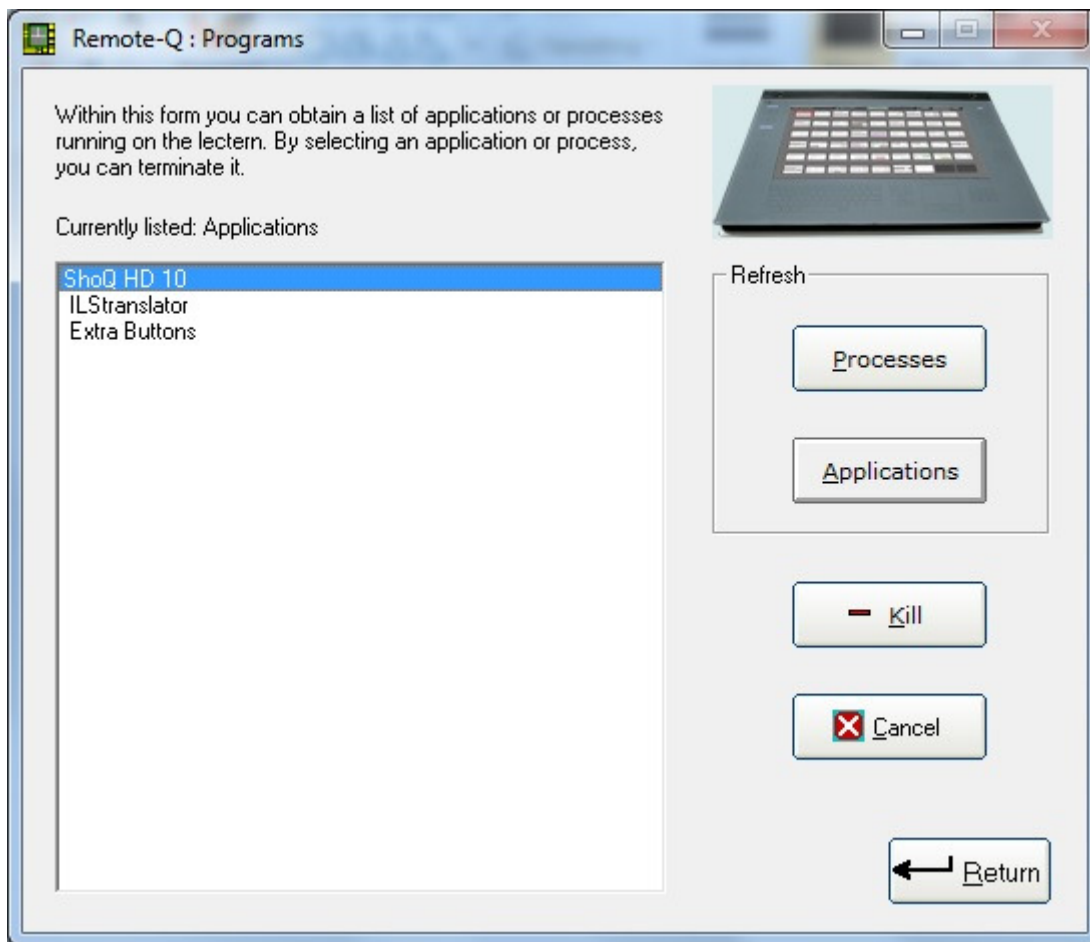 Remote-Q : Programs
Within this form you can obtain a list of applications or processes
running on the lectern. By selecting an application or process,
you can terminate it.
Currently listed: Applications
ShoQ HD 10
ILStranslator
Extra Buttons
Refresh
Processes
Applications
Kill
Cancel
Return